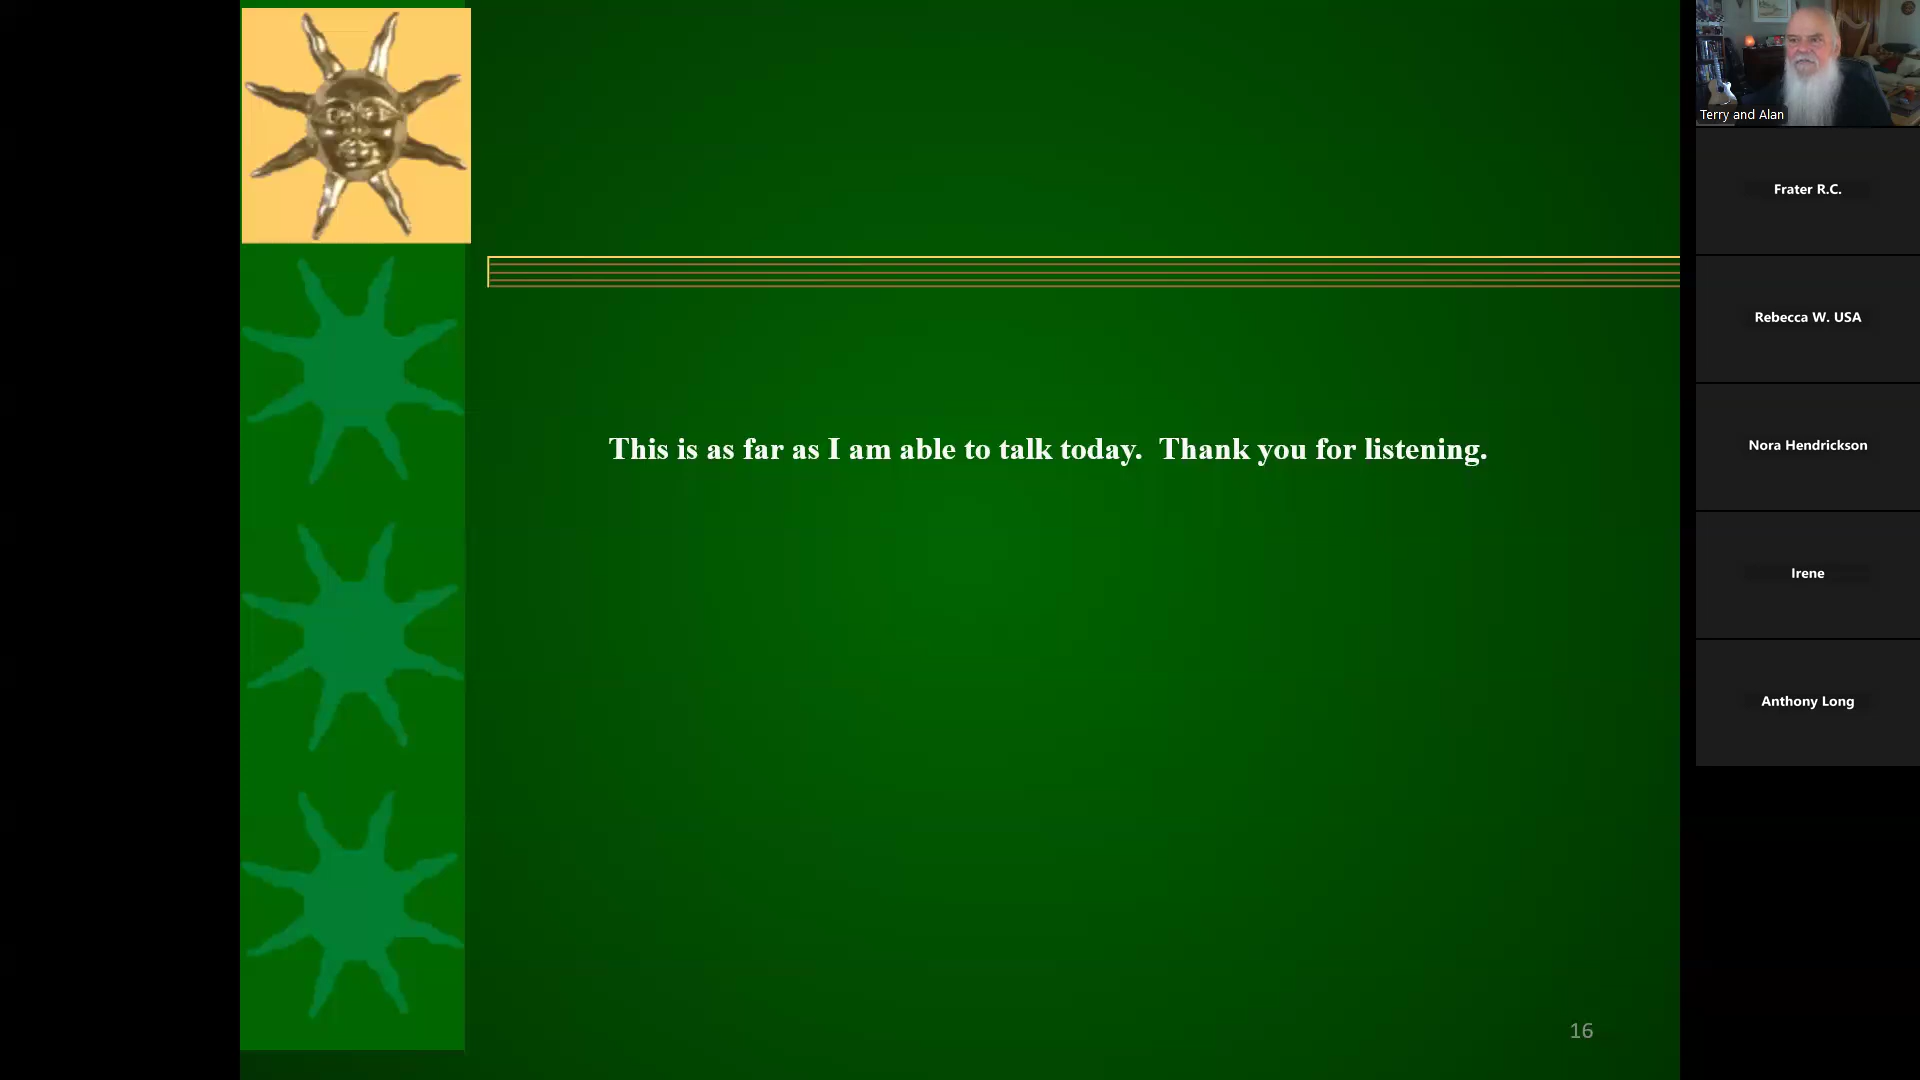 This is as far as I am able to talk today.  Thank you for listening.
16
Terry and Alan
Frater R.C.
Rebecca W. USA
Nora Hendrickson
Irene
Anthony Long